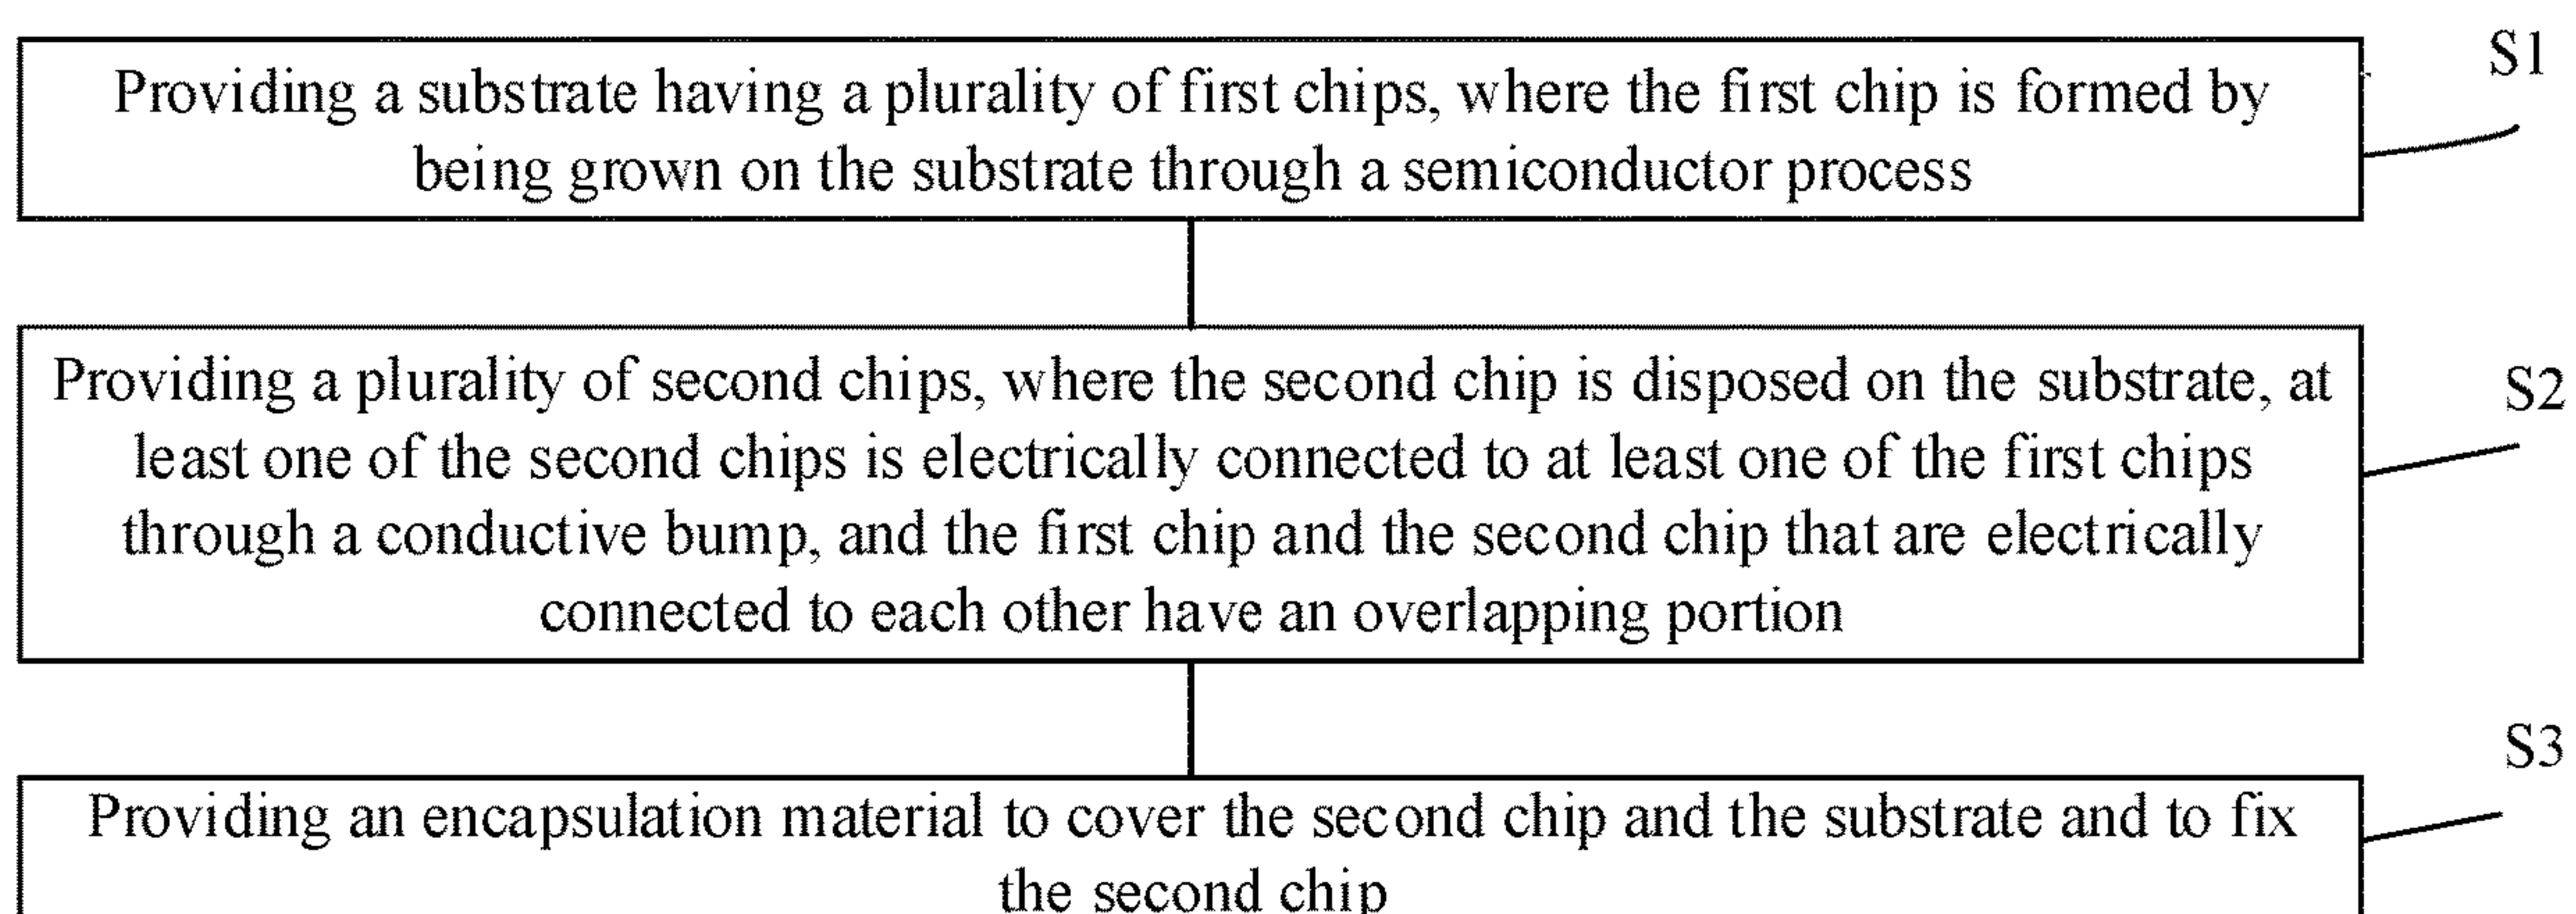 S1
Providing a substrate having a plurality of first chips, where the first chip is formed by
being grown on the substrate through a semiconductor process
Providing a plurality of second chips, where the second chip is disposed on the substrate, at
S2
least one of the second chips is electrically connected to at least one of the first chips
through a conductive bump, and the first chip and the second chip that are electrically
connected to each other have an overlapping portion
S3
Providing an encapsulation material to cover the second chip and the substrate and to fix
the second chip